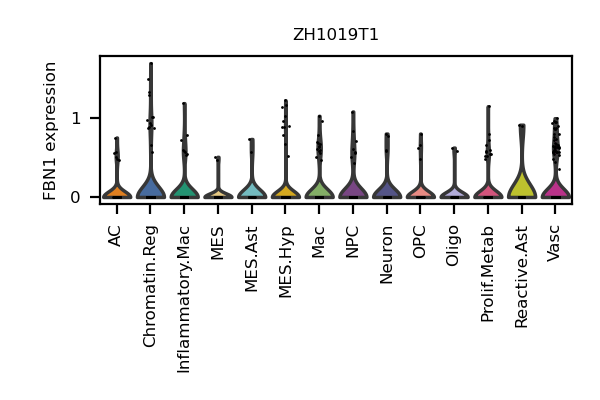 ZH1019T1
FBN1 expression
1
0
AC
Chromatin.Reg
Inflammatory.Mac
MES
MES.Ast
MES.Hyp
Mac
NPC
Neuron
OPC
Oligo
Prolif.Metab
Reactive.Ast
Vasc